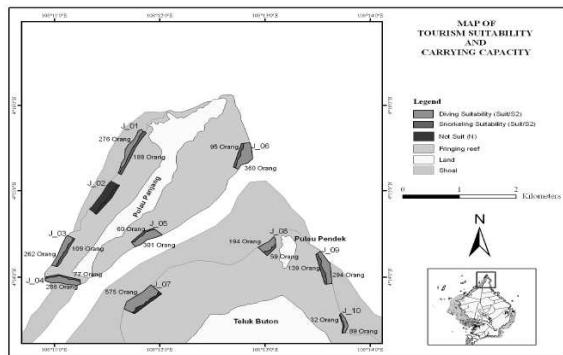 MAP OF
TOURISM SUITABILITY
AND
CARRYING CAPACITY
Legend
Diving Suitability (Suit/S2)
Snorkeling Suitability (Suit/S2)
Not Suit (N)
Fringing reef
Land
Shoal
0 1 2
Kilometers
N
J_01
276 Orang
188 Orang
J_02
Pulau Panjang
95 Orang
J_06
360 Orang
J_03
262 Orang
109 Orang
J_04
77 Orang
286 Orang
J_05
60 Orang
301 Orang
J_07
575 Orang
J_08
194 Orang
59 Orang
Pulau Pendek
139 Orang
J_09
294 Orang
J_10
32 Orang
89 Orang
Teluk Buton